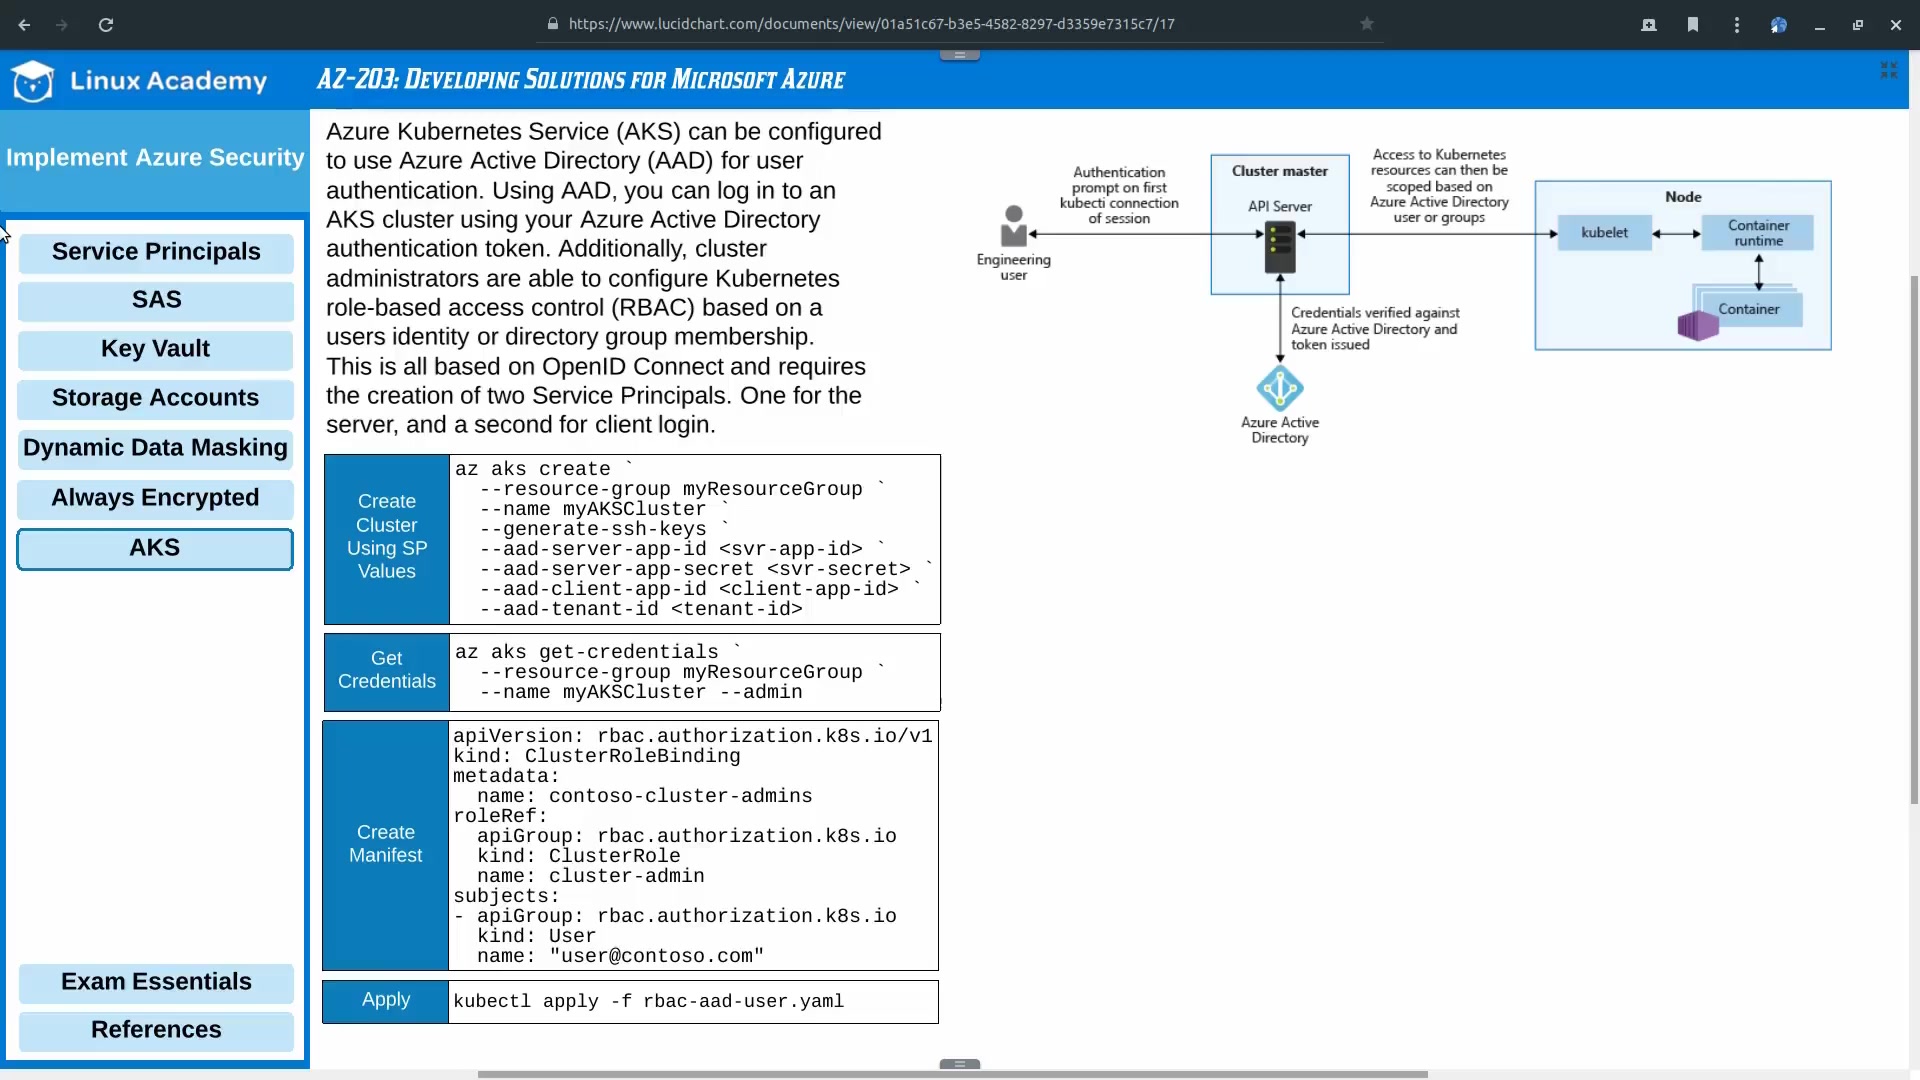 https://www.lucidchart.com/documents/view/01a51c67-b3e5-4582-8297-d3359e7315c7/17
Linux Academy
AZ-203: Developing Solutions for Microsoft Azure
Implement Azure Security
Service Principals
SAS
Key Vault
Storage Accounts
Dynamic Data Masking
Always Encrypted
AKS
Exam Essentials
References
Azure Kubernetes Service (AKS) can be configured
to use Azure Active Directory (AAD) for user
authentication. Using AAD, you can log in to an
AKS cluster using your Azure Active Directory
authentication token. Additionally, cluster
administrators are able to configure Kubernetes
role-based access control (RBAC) based on a
users identity or directory group membership.
This is all based on OpenID Connect and requires
the creation of two Service Principals. One for the
server, and a second for client login.
Create
Cluster
Using SP
Values
az aks create `
  --resource-group myResourceGroup `
  --name myAKSCluster `
  --generate-ssh-keys `
  --aad-server-app-id <svr-app-id> `
  --aad-server-app-secret <svr-secret> `
  --aad-client-app-id <client-app-id> `
  --aad-tenant-id <tenant-id>
Get
Credentials
az aks get-credentials `
  --resource-group myResourceGroup `
  --name myAKSCluster --admin
Create
Manifest
apiVersion: rbac.authorization.k8s.io/v1
kind: ClusterRoleBinding
metadata:
  name: contoso-cluster-admins
roleRef:
  apiGroup: rbac.authorization.k8s.io
  kind: ClusterRole
  name: cluster-admin
subjects:
- apiGroup: rbac.authorization.k8s.io
  kind: User
  name: "user@contoso.com"
Apply
kubectl apply -f rbac-aad-user.yaml
Engineering
user
Authentication
prompt on first
kubectl connection
of session
Cluster master
API Server
Access to Kubernetes
resources can then be
scoped based on
Azure Active Directory
user or groups
Node
kubelet
Container
runtime
Container
Credentials verified against
Azure Active Directory and
token issued
Azure Active
Directory